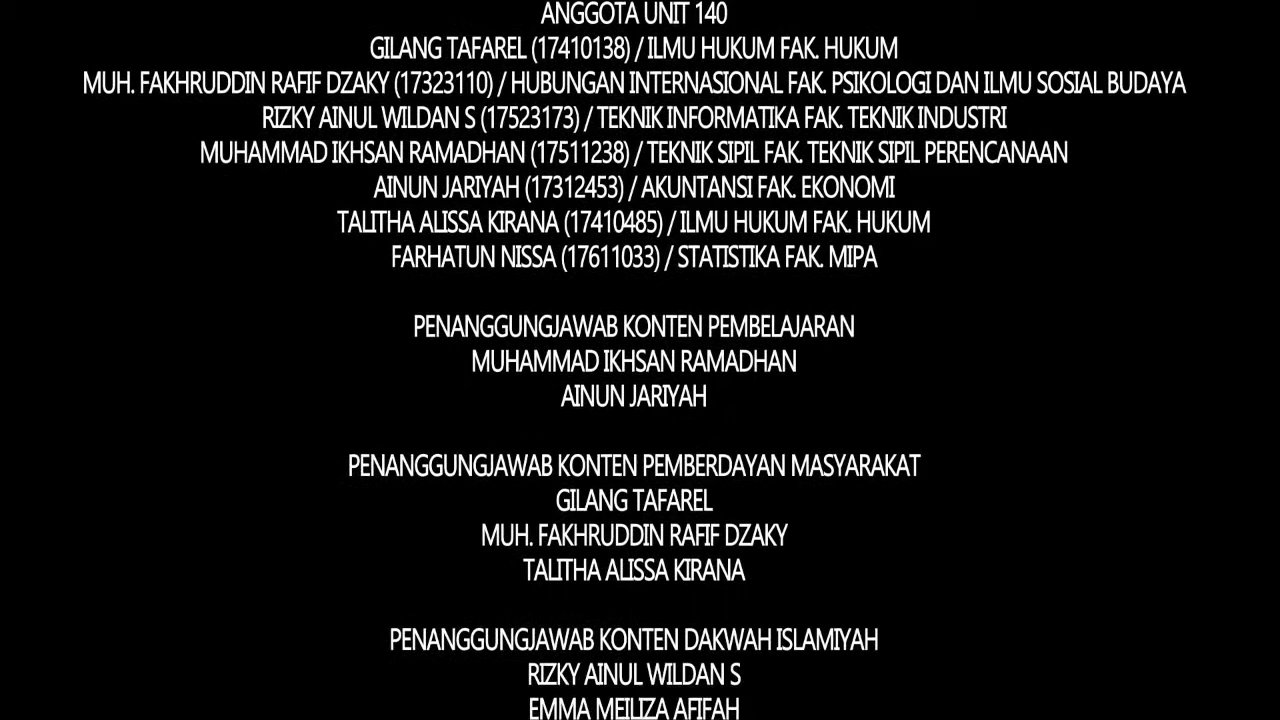 ANGGOTA UNIT 140
GILANG TAFAREL (17410138) / ILMU HUKUM FAK. HUKUM
MUH. FAKHRUDDIN RAFIF DZAKY (17323110) / HUBUNGAN INTERNASIONAL FAK. PSIKOLOGI DAN ILMU SOSIAL BUDAYA
RIZKY AINUL WILDAN S (17523173) / TEKNIK INFORMATIKA FAK. TEKNIK INDUSTRI
MUHAMMAD IKHSAN RAMADHAN (17511238) / TEKNIK SIPIL FAK. TEKNIK SIPIL PERENCANAAN
AINUN JARIYAH (17312453) / AKUNTANSI FAK. EKONOMI
TALITHA ALISSA KIRANA (17410485) / ILMU HUKUM FAK. HUKUM
FARHATUN NISSA (17611033) / STATISTIKA FAK. MIPA
PENANGGUNGJAWAB KONTEN PEMBELAJARAN
MUHAMMAD IKHSAN RAMADHAN
AINUN JARIYAH
PENANGGUNGJAWAB KONTEN PEMBERDAYAN MASYARAKAT
GILANG TAFAREL
MUH. FAKHRUDDIN RAFIF DZAKY
TALITHA ALISSA KIRANA
PENANGGUNGJAWAB KONTEN DAKWAH ISLAMIYAH
RIZKY AINUL WILDAN S
EMMA MEILIZA AFIFAH